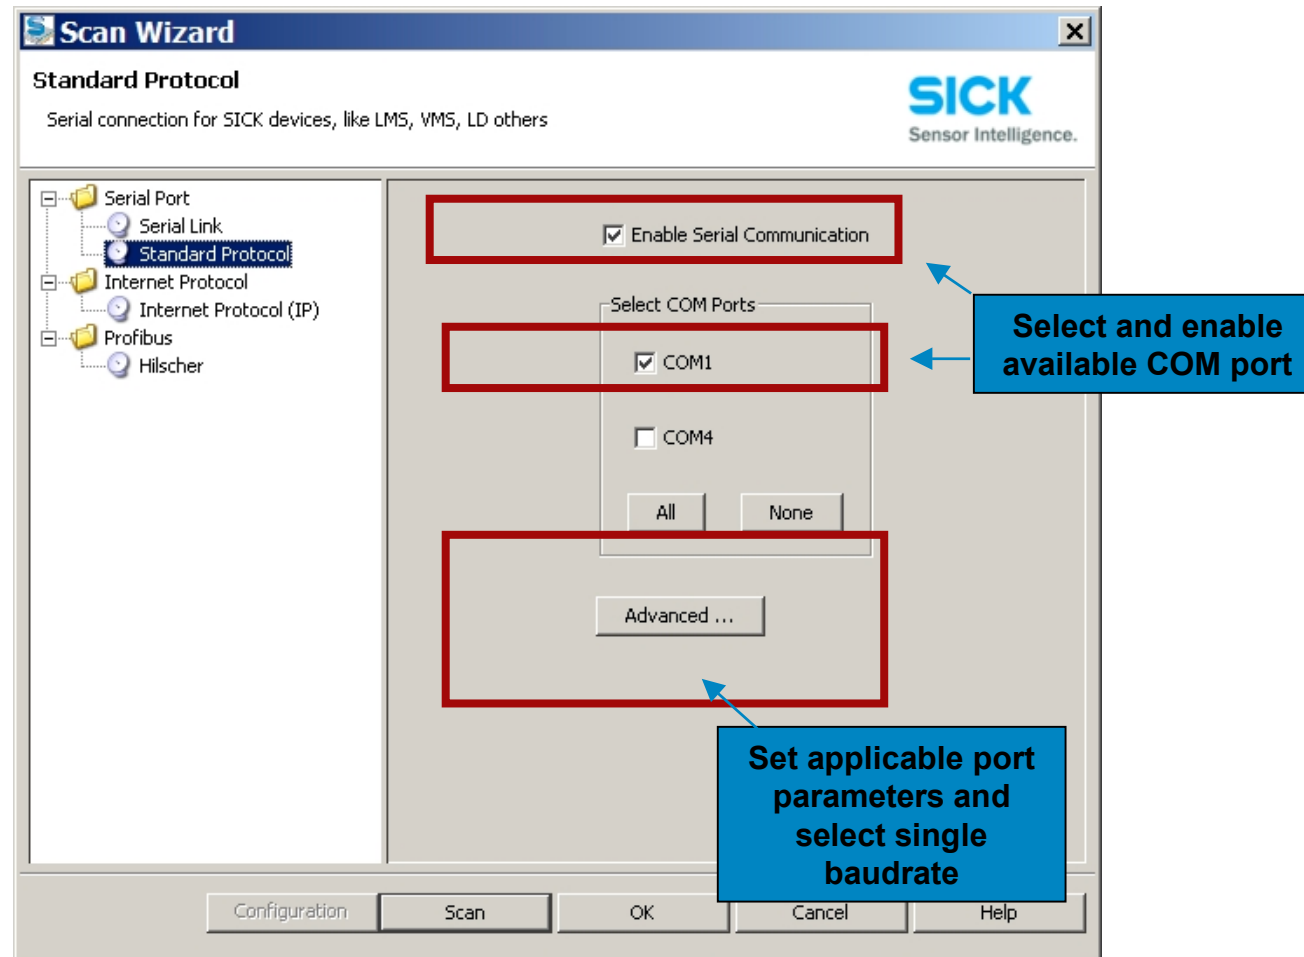 Scan Wizard
Standard Protocol
Serial connection for SICK devices, like LMS, VMS, LD others
SICK
Sensor Intelligence.
Serial Port
Serial Link
Standard Protocol
Internet Protocol
Internet Protocol (IP)
Profibus
Hilscher
Enable Serial Communication
Select COM Ports
COM1
COM4
All
None
Advanced ...
Select and enable
available COM port
Set applicable port
parameters and
select single
baudrate
Configuration
Scan
OK
Cancel
Help